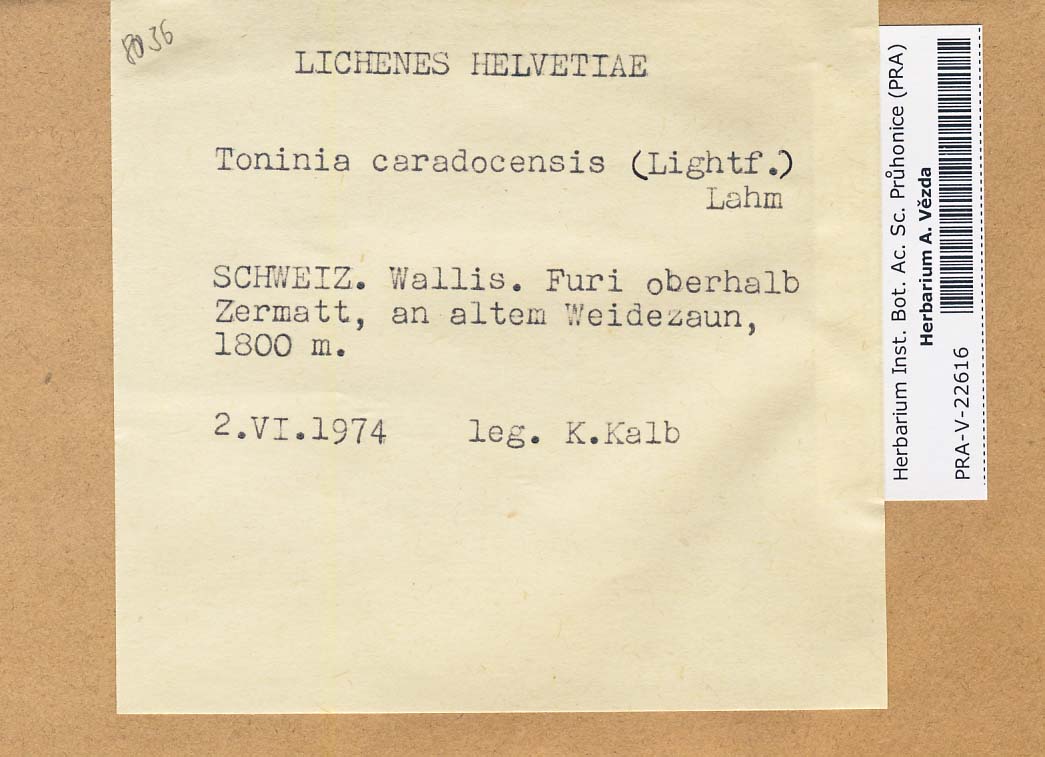 8036
LICHENES HELVETIAE
Toninia caradocensis (Lightf.)
Lahm
SCHWEIZ. Wallis. Furi oberhalb
Zermatt, an altem Weidezaun,
1800 m.
2.VI.1974 leg. K.Kalb
Herbarium Inst. Bot. Ac. Sc. Průhonice (PRA)
Herbarium A. Vězda
PRA-V-22616